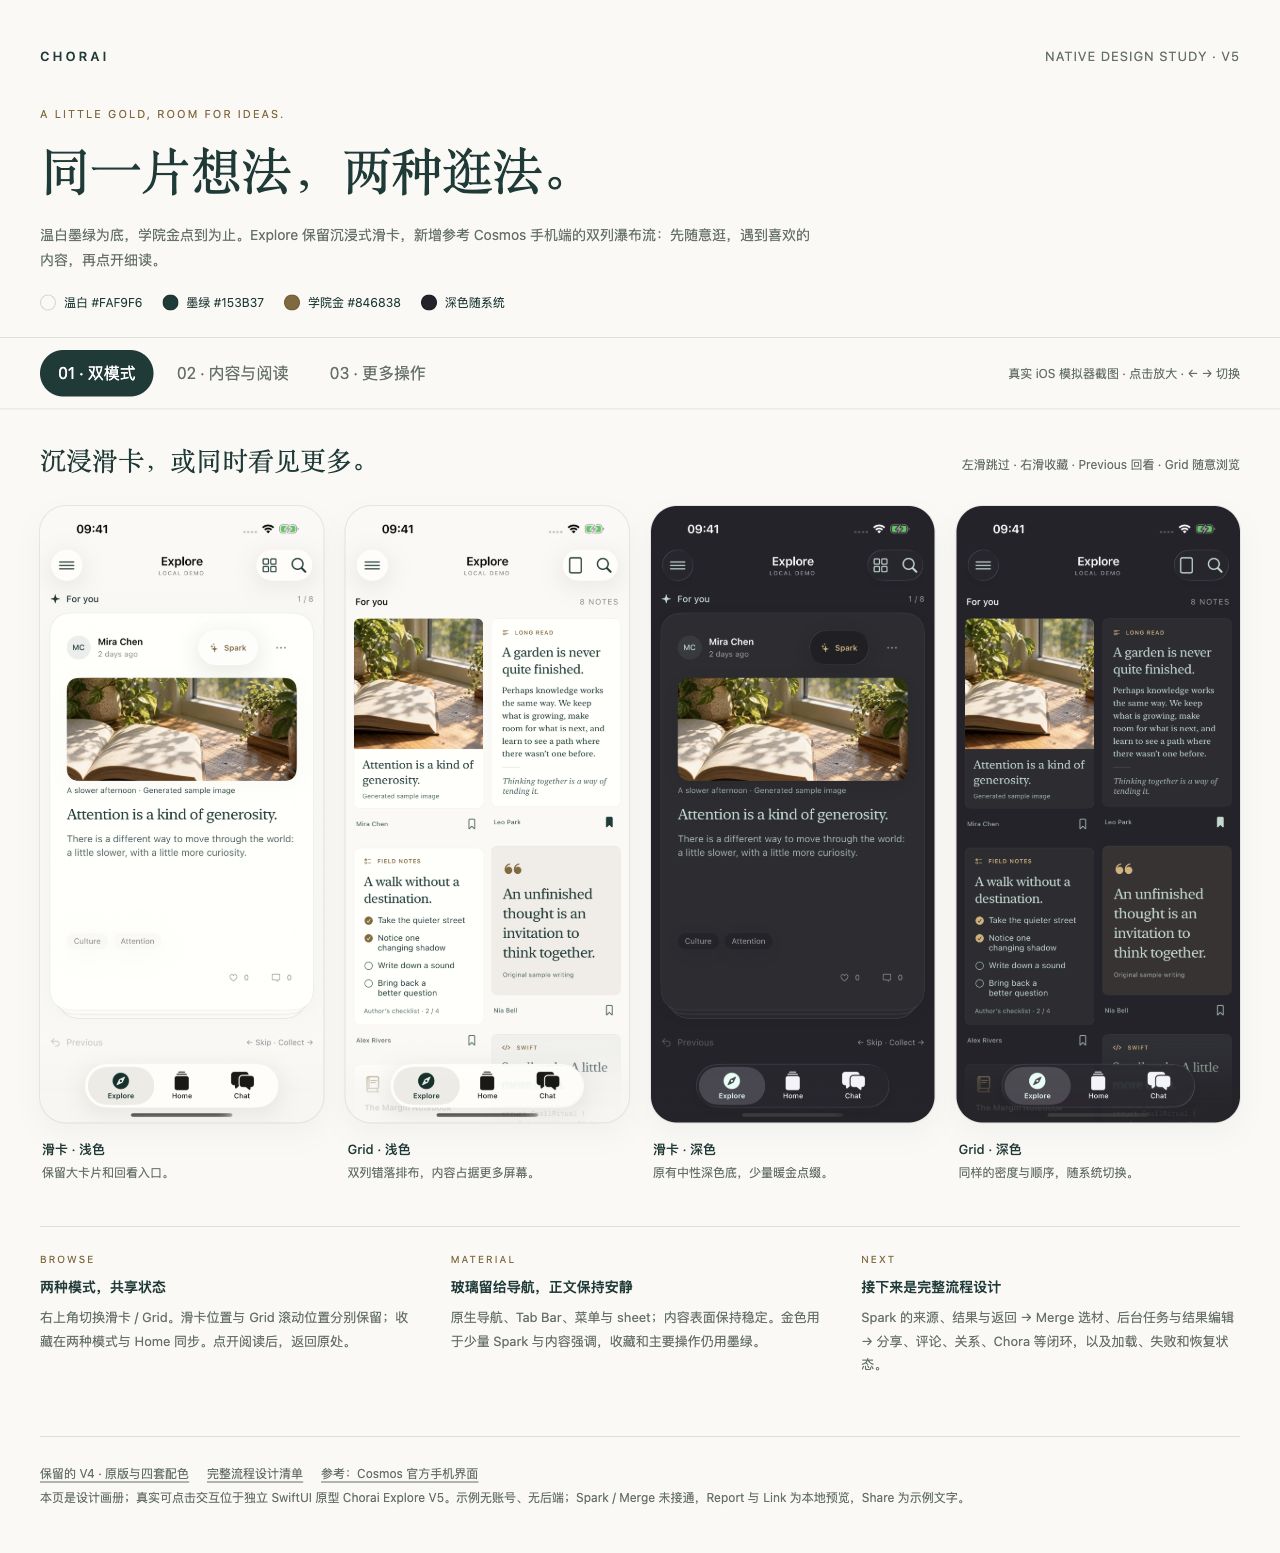 CHORAI
NATIVE DESIGN STUDY · V5
A LITTLE GOLD, ROOM FOR IDEAS.
同一片想法，两种逛法。
温白墨绿为底，学院金点到为止。Explore 保留沉浸式滑卡，新增参考 Cosmos 手机端的双列瀑布流：先随意逛，遇到喜欢的
内容，再点开细读。
温白 #FAF9F6
墨绿 #153B37
学院金 #846838
深色随系统
01 · 双模式
02 · 内容与阅读
03 · 更多操作
真实 iOS 模拟器截图 · 点击放大 · ← → 切换
沉浸滑卡，或同时看见更多。
左滑跳过 · 右滑收藏 · Previous 回看 · Grid 随意浏览
09:41
Explore
LOCAL DEMO
For you
1 / 8
MC
Mira Chen
2 days ago
Spark
A slower afternoon · Generated sample image
Attention is a kind of generosity.
There is a different way to move through the world:
a little slower, with a little more curiosity.
Culture
Attention
0
0
Previous
← Skip · Collect →
Explore
Home
Chat
滑卡 · 浅色
保留大卡片和回看入口。
09:41
Explore
LOCAL DEMO
For you
8 NOTES
Attention is a kind of
generosity.
Generated sample image
Mira Chen
LONG READ
A garden is never
quite finished.
Perhaps knowledge works
the same way. We keep
what is growing, make
room for what is next, and
learn to see a path where
there wasn't one before.
Thinking together is a way of
tending it.
Leo Park
FIELD NOTES
A walk without a
destination.
Take the quieter street
Notice one
changing shadow
Write down a sound
Bring back a
better question
Author's checklist · 2 / 4
Alex Rivers
An unfinished
thought is an
invitation to
think together.
Original sample writing
Nia Bell
SWIFT
A little
Explore
Home
Chat
Grid · 浅色
双列错落排布，内容占据更多屏幕。
09:41
Explore
LOCAL DEMO
For you
1 / 8
MC
Mira Chen
2 days ago
Spark
A slower afternoon · Generated sample image
Attention is a kind of generosity.
There is a different way to move through the world:
a little slower, with a little more curiosity.
Culture
Attention
0
0
Previous
← Skip · Collect →
Explore
Home
Chat
滑卡 · 深色
原有中性深色底，少量暖金点缀。
09:41
Explore
LOCAL DEMO
For you
8 NOTES
Attention is a kind of
generosity.
Generated sample image
Mira Chen
LONG READ
A garden is never
quite finished.
Perhaps knowledge works
the same way. We keep
what is growing, make
room for what is next, and
learn to see a path where
there wasn't one before.
Thinking together is a way of
tending it.
Leo Park
FIELD NOTES
A walk without a
destination.
Take the quieter street
Notice one
changing shadow
Write down a sound
Bring back a
better question
Author's checklist · 2 / 4
Alex Rivers
An unfinished
thought is an
invitation to
think together.
Original sample writing
Nia Bell
SWIFT
A little
Explore
Home
Chat
Grid · 深色
同样的密度与顺序，随系统切换。
BROWSE
两种模式，共享状态
右上角切换滑卡 / Grid。滑卡位置与 Grid 滚动位置分别保留；收
藏在两种模式与 Home 同步。点开阅读后，返回原处。
MATERIAL
玻璃留给导航，正文保持安静
原生导航、Tab Bar、菜单与 sheet；内容表面保持稳定。金色用
于少量 Spark 与内容强调，收藏和主要操作仍用墨绿。
NEXT
接下来是完整流程设计
Spark 的来源、结果与返回 → Merge 选材、后台任务与结果编辑
→ 分享、评论、关系、Chora 等闭环，以及加载、失败和恢复状
态。
保留的 V4 · 原版与四套配色
完整流程设计清单
参考：Cosmos 官方手机界面
本页是设计画册；真实可点击交互位于独立 SwiftUI 原型 Chorai Explore V5。示例无账号、无后端；Spark / Merge 未接通，Report 与 Link 为本地预览，Share 为示例文字。